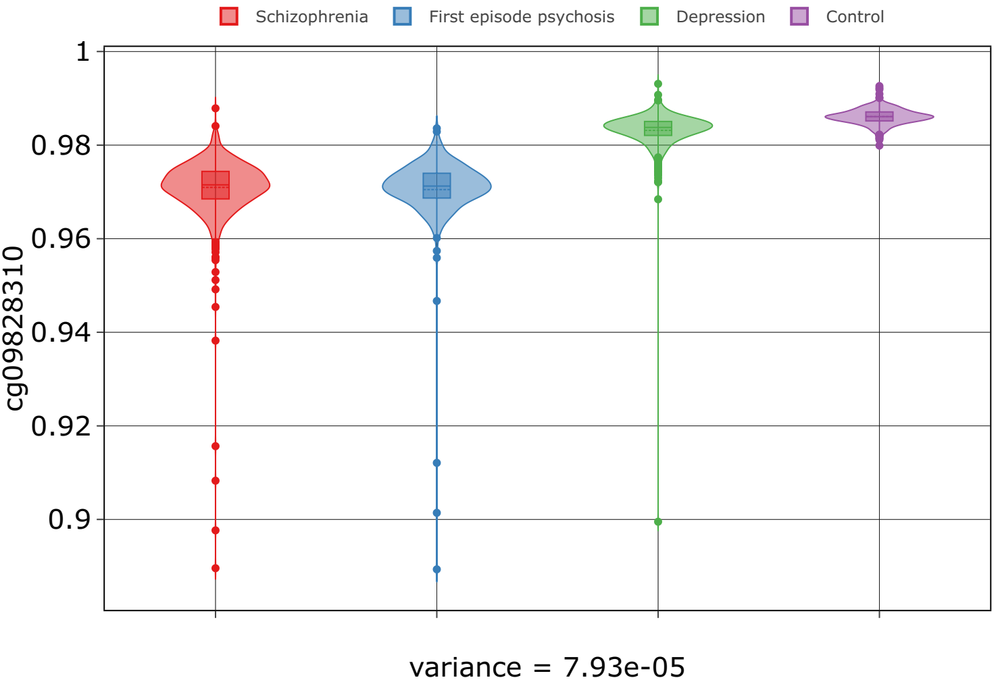 Schizophrenia First episode psychosis Depression Control
1
0.98
0.96
0.94
0.92
0.9
cg09828310
variance = 7.93e-05